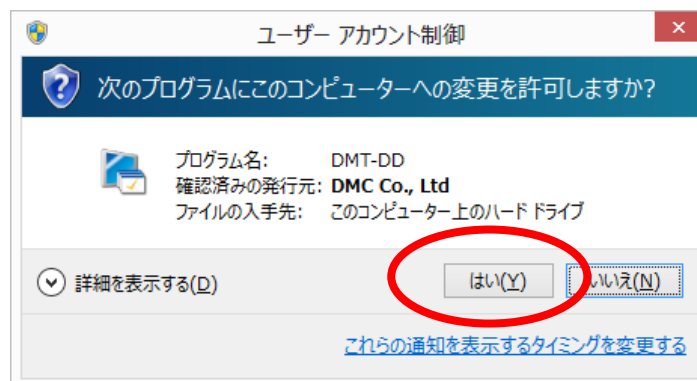 ユーザー アカウント制御
次のプログラムにこのコンピューターへの変更を許可しますか?
プログラム名: DMT-DD
確認済みの発行元: DMC Co., Ltd
ファイルの入手先: このコンピューター上のハード ドライブ
詳細を表示する(D) はい(Y) いいえ(N)
これらの通知を表示するタイミングを変更する